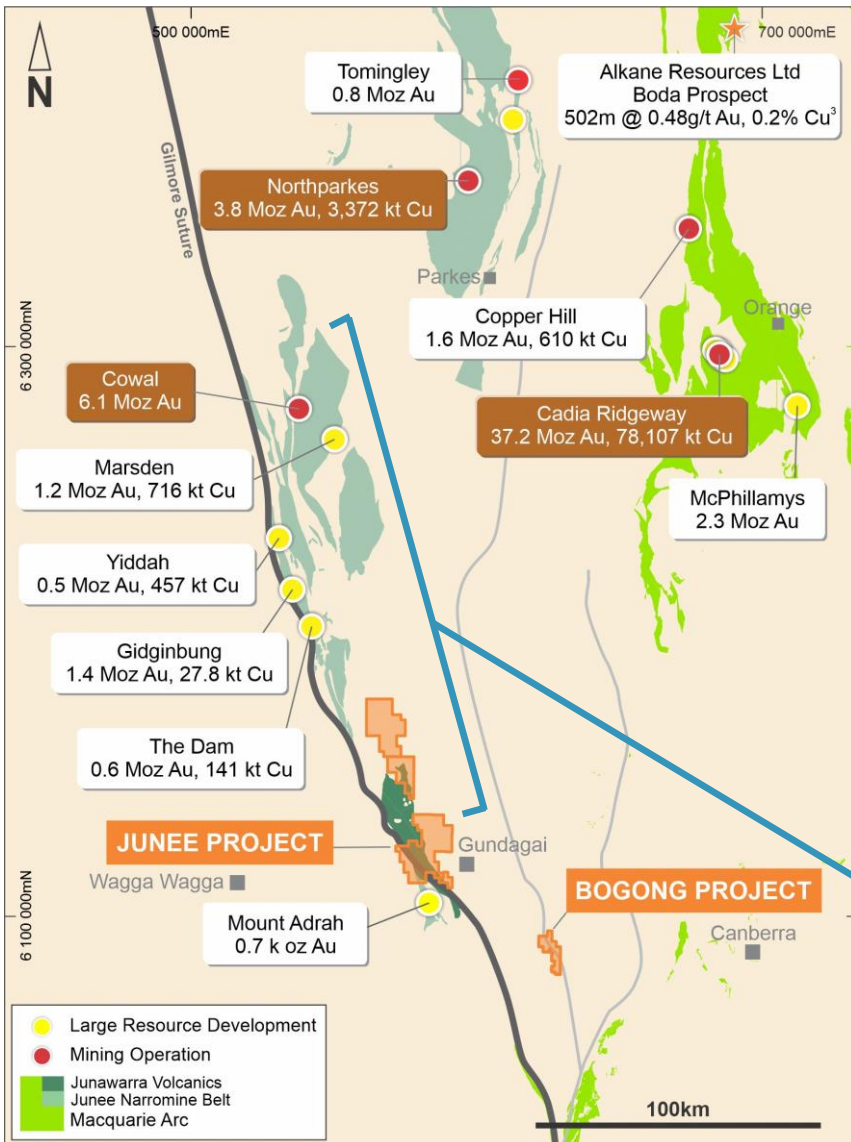 500 000mE
700 000mE
N
Gilmore Suture
Tomingley
0.8 Moz Au
Alkane Resources Ltd
Boda Prospect
502m @ 0.48g/t Au, 0.2% Cu³
Northparkes
3.8 Moz Au, 3,372 kt Cu
Parkes
Copper Hill
1.6 Moz Au, 610 kt Cu
Orange
6 300 000mN
Cowal
6.1 Moz Au
Cadia Ridgeway
37.2 Moz Au, 78,107 kt Cu
Marsden
1.2 Moz Au, 716 kt Cu
McPhillamys
2.3 Moz Au
Yiddah
0.5 Moz Au, 457 kt Cu
Gidginbung
1.4 Moz Au, 27.8 kt Cu
The Dam
0.6 Moz Au, 141 kt Cu
JUNEE PROJECT
Gundagai
Wagga Wagga
BOGONG PROJECT
Mount Adrah
0.7 k oz Au
6 100 000mN
Canberra
Large Resource Development
Mining Operation
Junawarra Volcanics
Junee Narromine Belt
Macquarie Arc
100km